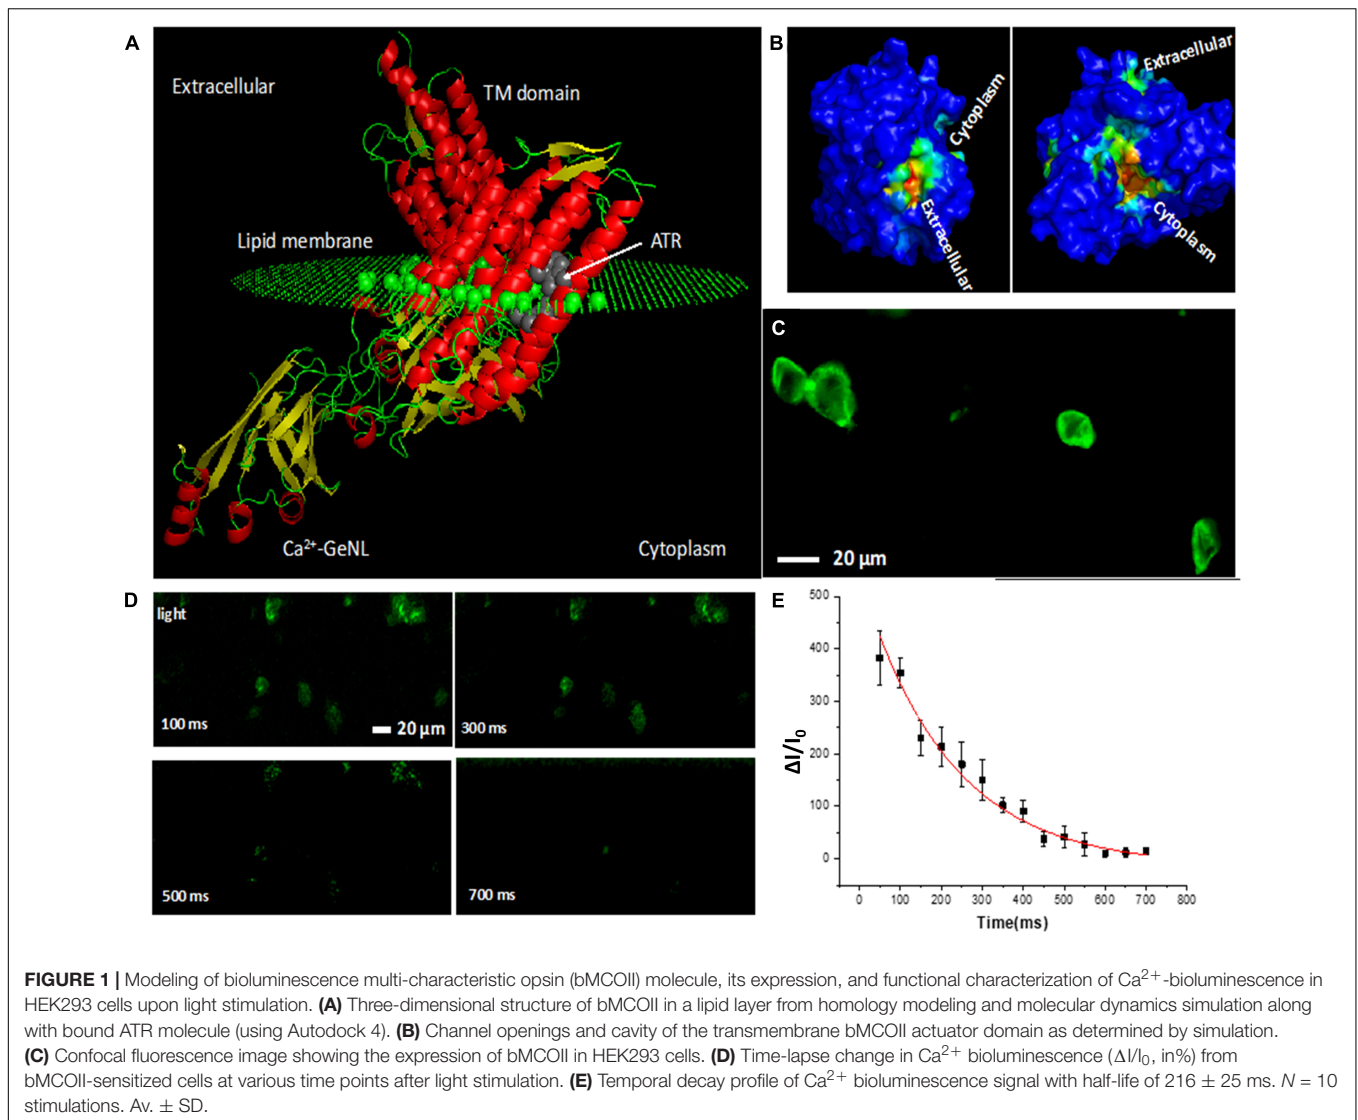 A
Extracellular
TM domain
Lipid membrane
ATR
Ca²⁺-GeNL
Cytoplasm
B
Cytoplasm
Extracellular
Extracellular
Cytoplasm
C
20 µm
D
light
100 ms
20 µm
300 ms
500 ms
700 ms
E
500
400
300
200
100
0
ΔI/I₀
0 100 200 300 400 500 600 700 800
Time(ms)
FIGURE 1 | Modeling of bioluminescence multi-characteristic opsin (bMCOII) molecule, its expression, and functional characterization of Ca²⁺-bioluminescence in
HEK293 cells upon light stimulation. (A) Three-dimensional structure of bMCOII in a lipid layer from homology modeling and molecular dynamics simulation along
with bound ATR molecule (using Autodock 4). (B) Channel openings and cavity of the transmembrane bMCOII actuator domain as determined by simulation.
(C) Confocal fluorescence image showing the expression of bMCOII in HEK293 cells. (D) Time-lapse change in Ca²⁺ bioluminescence (ΔI/I₀, in%) from
bMCOII-sensitized cells at various time points after light stimulation. (E) Temporal decay profile of Ca²⁺ bioluminescence signal with half-life of 216 ± 25 ms. N = 10
stimulations. Av. ± SD.